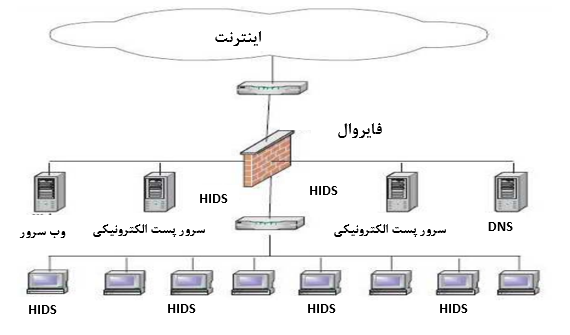 اینترنت
فایروال
HIDS
HIDS
وب سرور
سرور پست الکترونیکی
سرور پست الکترونیکی
DNS
HIDS
HIDS
HIDS
HIDS